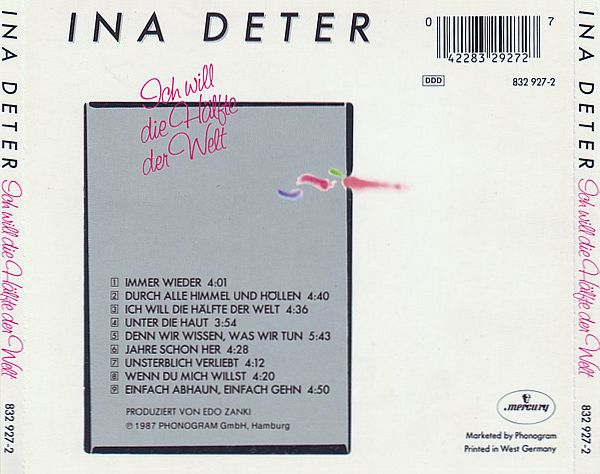 INA DETER
0
42283 29272
7
DDD
832 927-2
Ich will
die Hälfte
der Welt
1 IMMER WIEDER 4:01
2 DURCH ALLE HIMMEL UND HÖLLEN 4:40
3 ICH WILL DIE HÄLFTE DER WELT 4:36
4 UNTER DIE HAUT 3:54
5 DENN WIR WISSEN, WAS WIR TUN 5:43
6 JAHRE SCHON HER 4:28
7 UNSTERBLICH VERLIEBT 4:12
8 WENN DU MICH WILLST 4:20
9 EINFACH ABHAUN, EINFACH GEHN 4:50
PRODUZIERT VON EDO ZANKI
℗ 1987 PHONOGRAM GmbH, Hamburg
mercury
Marketed by Phonogram
Printed in West Germany
INA DETER Ich will die Hälfte der Welt 832 927-2
INA DETER Ich will die Hälfte der Welt 832 927-2